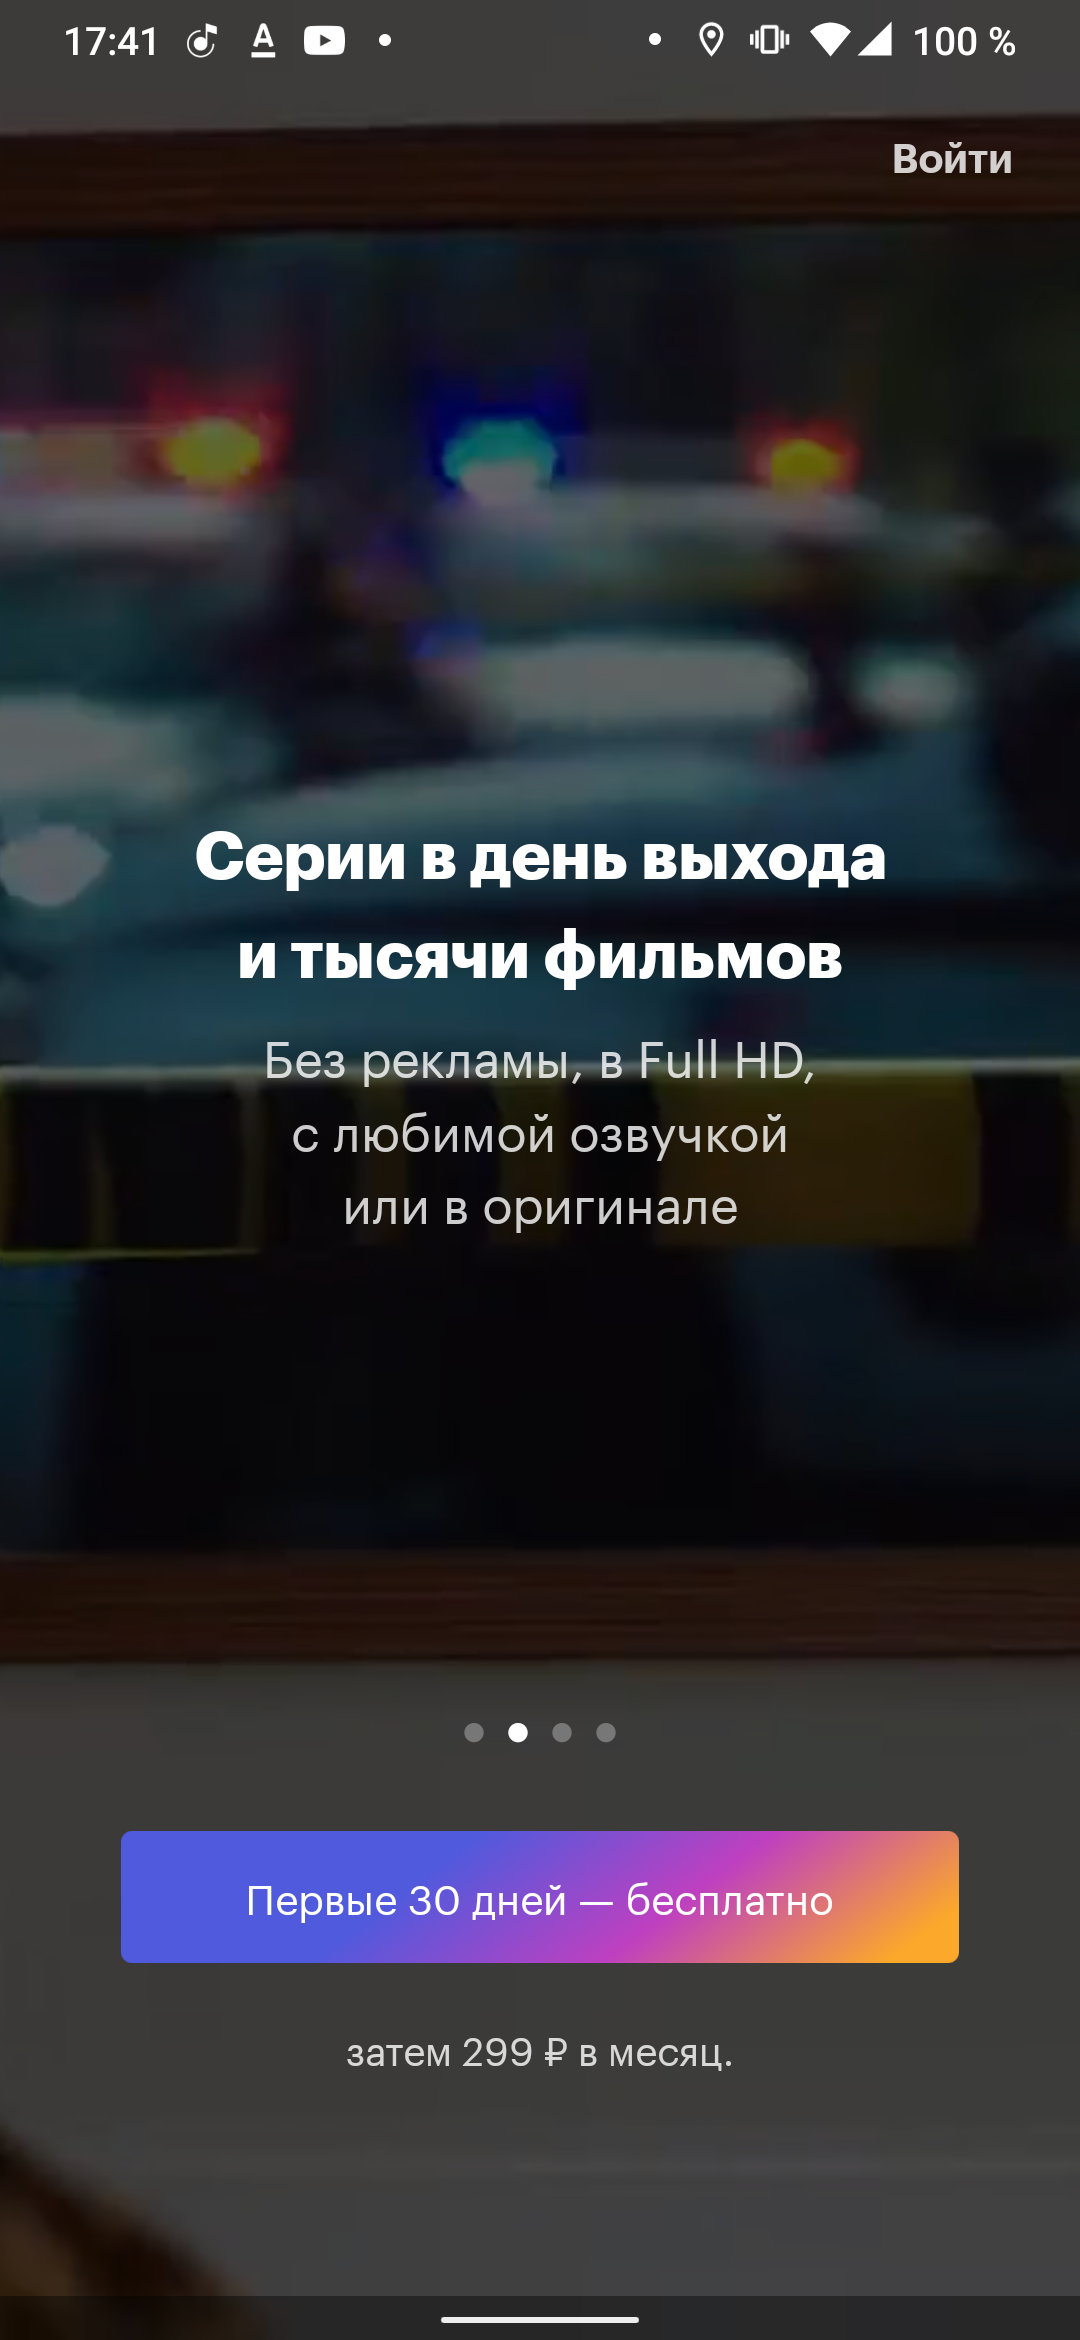 17:41
100 %
Войти
Серии в день выхода
и тысячи фильмов
Без рекламы, в Full HD,
с любимой озвучкой
или в оригинале
Первые 30 дней — бесплатно
затем 299 ₽ в месяц.